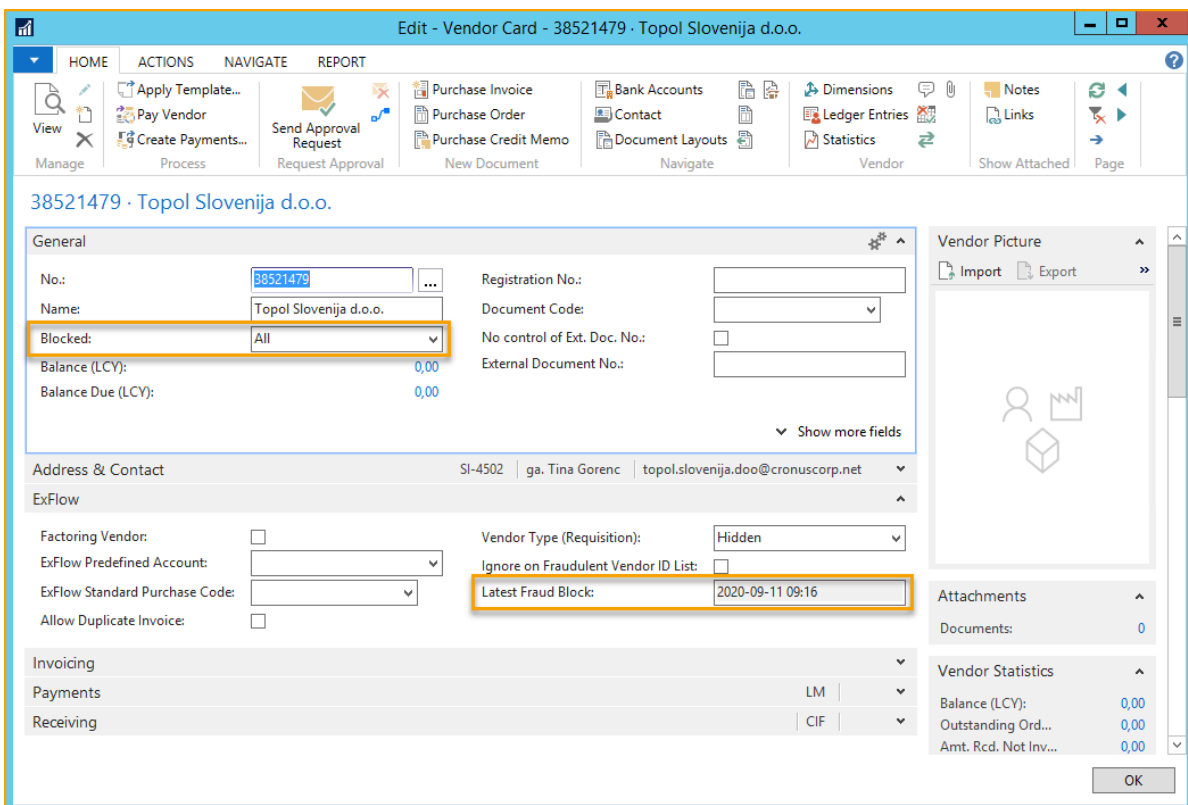 Edit - Vendor Card - 38521479 · Topol Slovenija d.o.o.
HOME ACTIONS NAVIGATE REPORT
View
Manage
Apply Template...
Pay Vendor
Create Payments...
Process
Send Approval
Request
Request Approval
Purchase Invoice
Purchase Order
Purchase Credit Memo
New Document
Bank Accounts
Contact
Document Layouts
Navigate
Dimensions
Ledger Entries
Statistics
Vendor
Notes
Links
Show Attached
Page
38521479 · Topol Slovenija d.o.o.
General
No.: 38521479 ...
Name: Topol Slovenija d.o.o.
Blocked: All
Balance (LCY): 0,00
Balance Due (LCY): 0,00
Registration No.:
Document Code:
No control of Ext. Doc. No.:
External Document No.:
Show more fields
Address & Contact SI-4502 ga. Tina Gorenc topol.slovenija.doo@cronuscorp.net
ExFlow
Factoring Vendor:
ExFlow Predefined Account:
ExFlow Standard Purchase Code:
Allow Duplicate Invoice:
Vendor Type (Requisition): Hidden
Ignore on Fraudulent Vendor ID List:
Latest Fraud Block: 2020-09-11 09:16
Invoicing
Payments LM
Receiving CIF
Vendor Picture
Import Export
Attachments
Documents: 0
Vendor Statistics
Balance (LCY): 0,00
Outstanding Ord... 0,00
Amt. Rcd. Not Inv... 0,00
OK